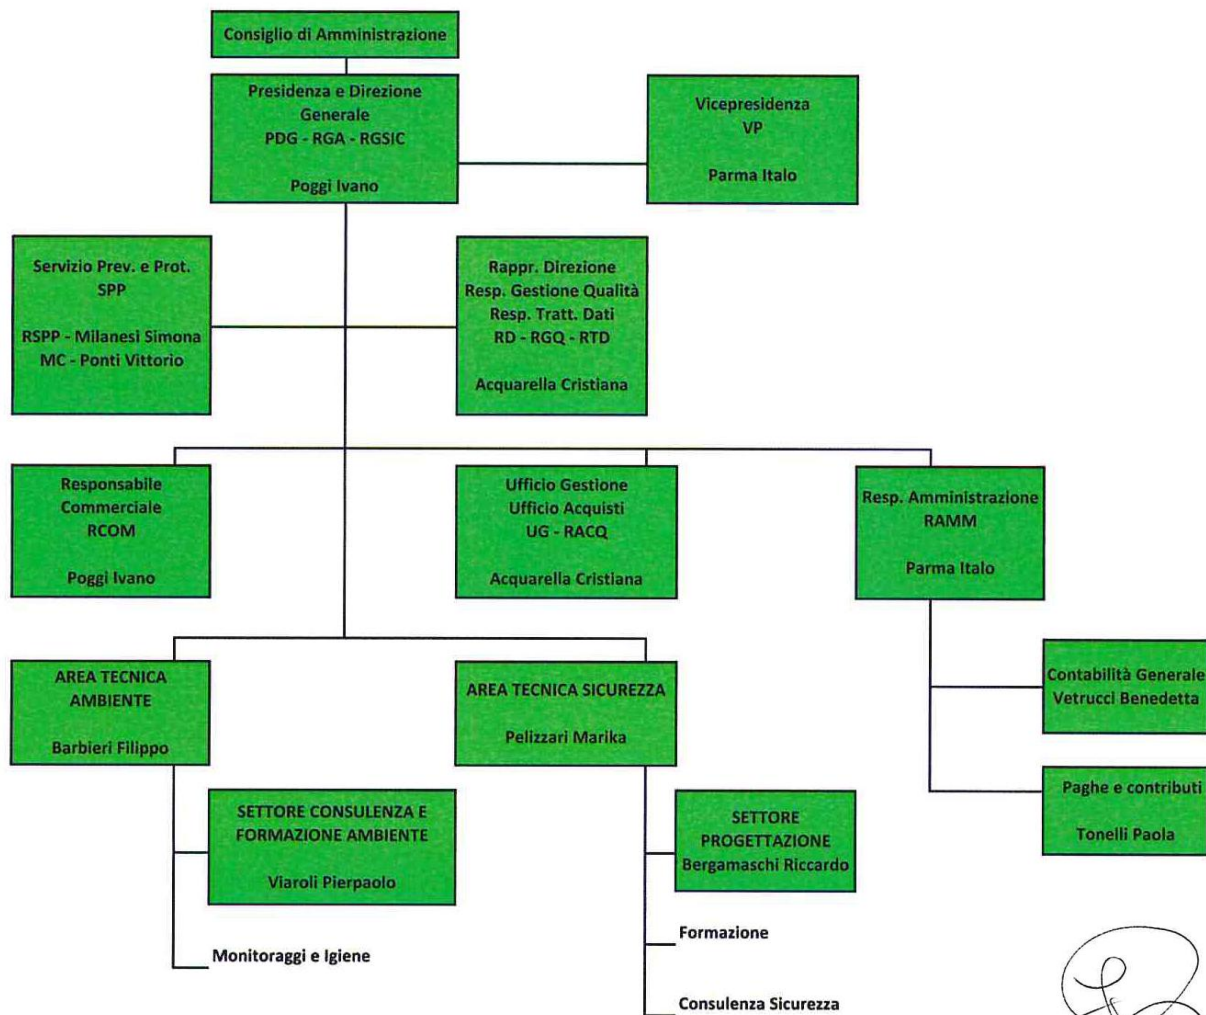 Consiglio di Amministrazione
Presidenza e Direzione
Generale
PDG - RGA - RGSIC
Poggi Ivano
Vicepresidenza
VP
Parma Italo
Servizio Prev. e Prot.
SPP
RSPP - Milanesi Simona
MC - Ponti Vittorio
Rappr. Direzione
Resp. Gestione Qualità
Resp. Tratt. Dati
RD - RGQ - RTD
Acquarella Cristiana
Responsabile
Commerciale
RCOM
Poggi Ivano
Ufficio Gestione
Ufficio Acquisti
UG - RACQ
Acquarella Cristiana
Resp. Amministrazione
RAMM
Parma Italo
AREA TECNICA
AMBIENTE
Barbieri Filippo
AREA TECNICA SICUREZZA
Pelizzari Marika
Contabilità Generale
Vetrucci Benedetta
Paghe e contributi
Tonelli Paola
SETTORE CONSULENZA E
FORMAZIONE AMBIENTE
Viaroli Pierpaolo
SETTORE
PROGETTAZIONE
Bergamaschi Riccardo
Monitoraggi e Igiene
Formazione
Consulenza Sicurezza